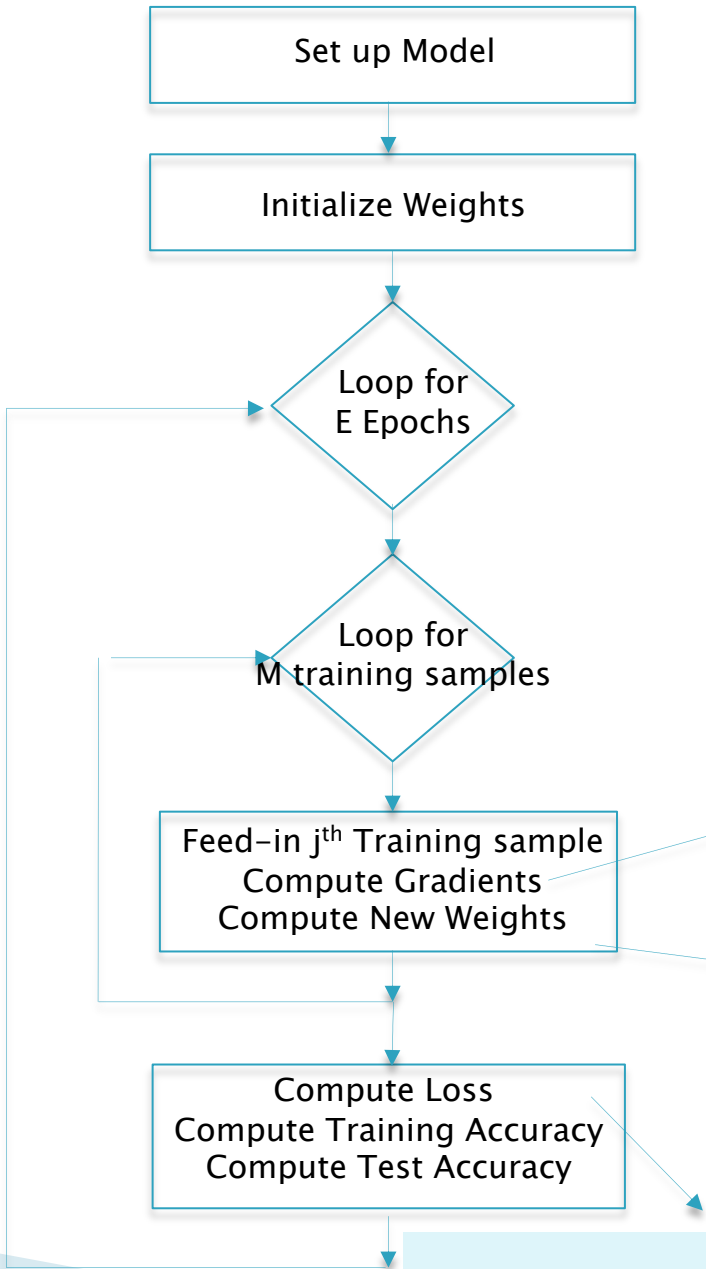 Set up Model
Initialize Weights
Loop for
E Epochs
Loop for
M training samples
Feed-in jᵗʰ Training sample
Compute Gradients
Compute New Weights
Compute Loss
Compute Training Accuracy
Compute Test Accuracy